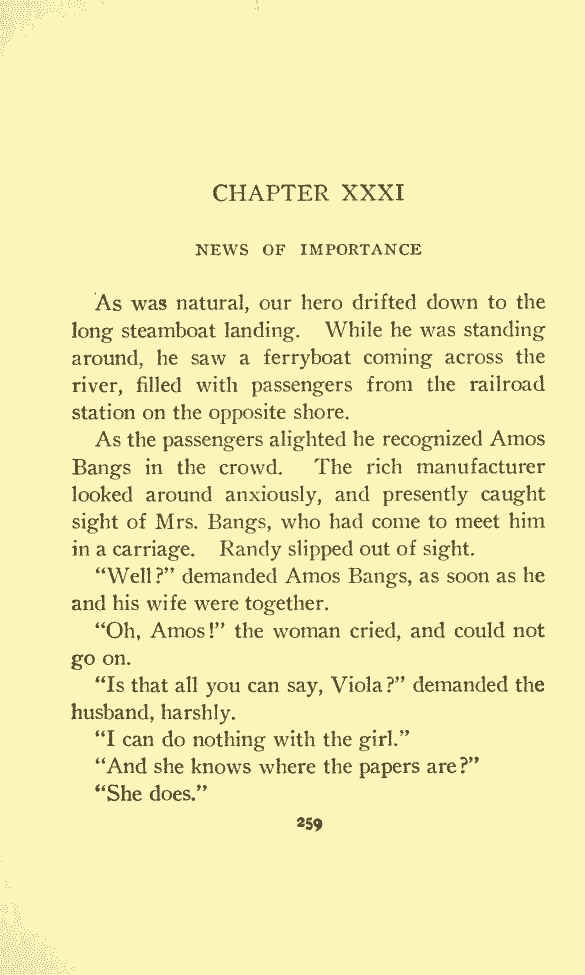 CHAPTER XXXI
NEWS OF IMPORTANCE
As was natural, our hero drifted down to the
long steamboat landing. While he was standing
around, he saw a ferryboat coming across the
river, filled with passengers from the railroad
station on the opposite shore.
As the passengers alighted he recognized Amos
Bangs in the crowd. The rich manufacturer
looked around anxiously, and presently caught
sight of Mrs. Bangs, who had come to meet him
in a carriage. Randy slipped out of sight.
“Well?” demanded Amos Bangs, as soon as he
and his wife were together.
“Oh, Amos!” the woman cried, and could not
go on.
“Is that all you can say, Viola?” demanded the
husband, harshly.
“I can do nothing with the girl.”
“And she knows where the papers are?”
“She does.”
259